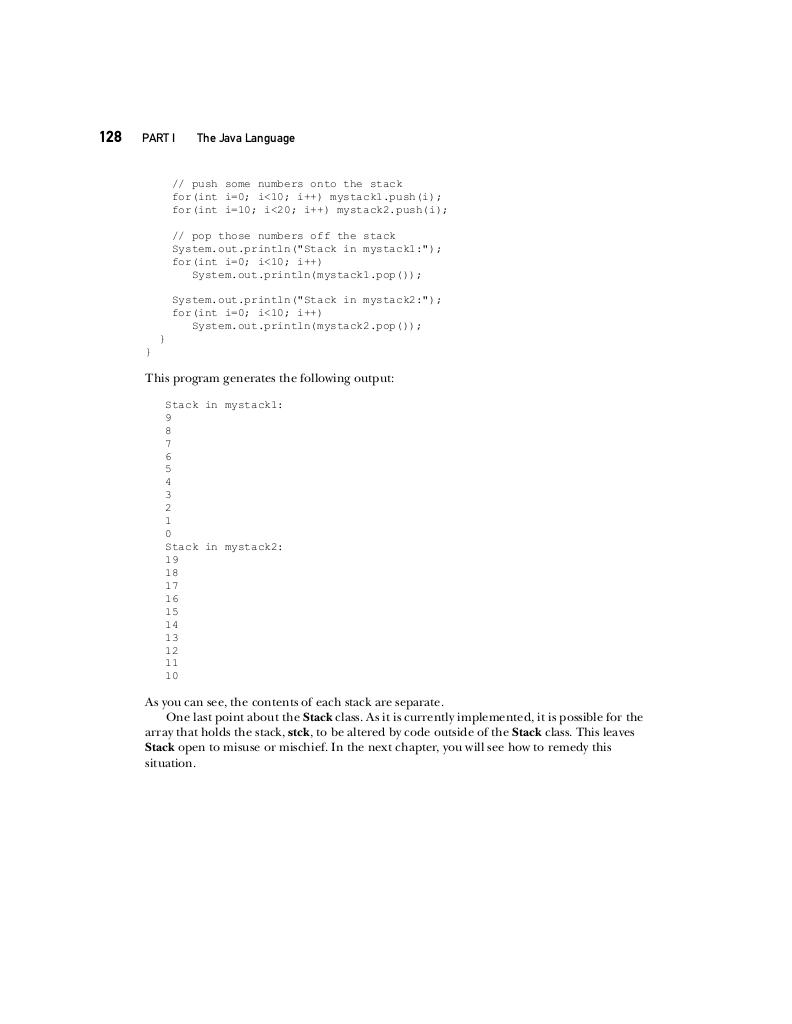 128 PART I The Java Language
// push some numbers onto the stack
for(int i=0; i<10; i++) mystack1.push(i);
for(int i=10; i<20; i++) mystack2.push(i);
// pop those numbers off the stack
System.out.println("Stack in mystack1:");
for(int i=0; i<10; i++)
System.out.println(mystack1.pop());
System.out.println("Stack in mystack2:");
for(int i=0; i<10; i++)
System.out.println(mystack2.pop());
}
}
This program generates the following output:
Stack in mystack1:
9
8
7
6
5
4
3
2
1
0
Stack in mystack2:
19
18
17
16
15
14
13
12
11
10
As you can see, the contents of each stack are separate.
One last point about the Stack class. As it is currently implemented, it is possible for the
array that holds the stack, stck, to be altered by code outside of the Stack class. This leaves
Stack open to misuse or mischief. In the next chapter, you will see how to remedy this
situation.